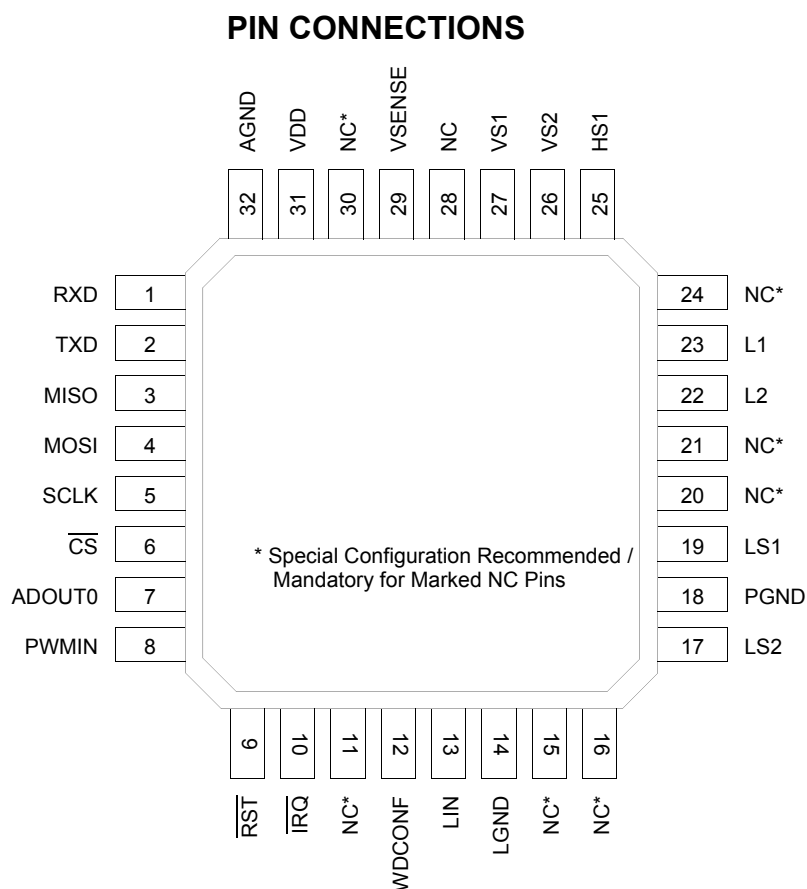 PIN CONNECTIONS
AGND
VDD
NC*
VSENSE
NC
VS1
VS2
HS1
32
31
30
29
28
27
26
25
RXD 1
TXD 2
MISO 3
MOSI 4
SCLK 5
C̅S̅ 6
ADOUT0 7
PWMIN 8
24 NC*
23 L1
22 L2
21 NC*
20 NC*
19 LS1
18 PGND
17 LS2
* Special Configuration Recommended /
Mandatory for Marked NC Pins
9
10
11
12
13
14
15
16
R̅S̅T̅
I̅R̅Q̅
NC*
WDCONF
LIN
LGND
NC*
NC*